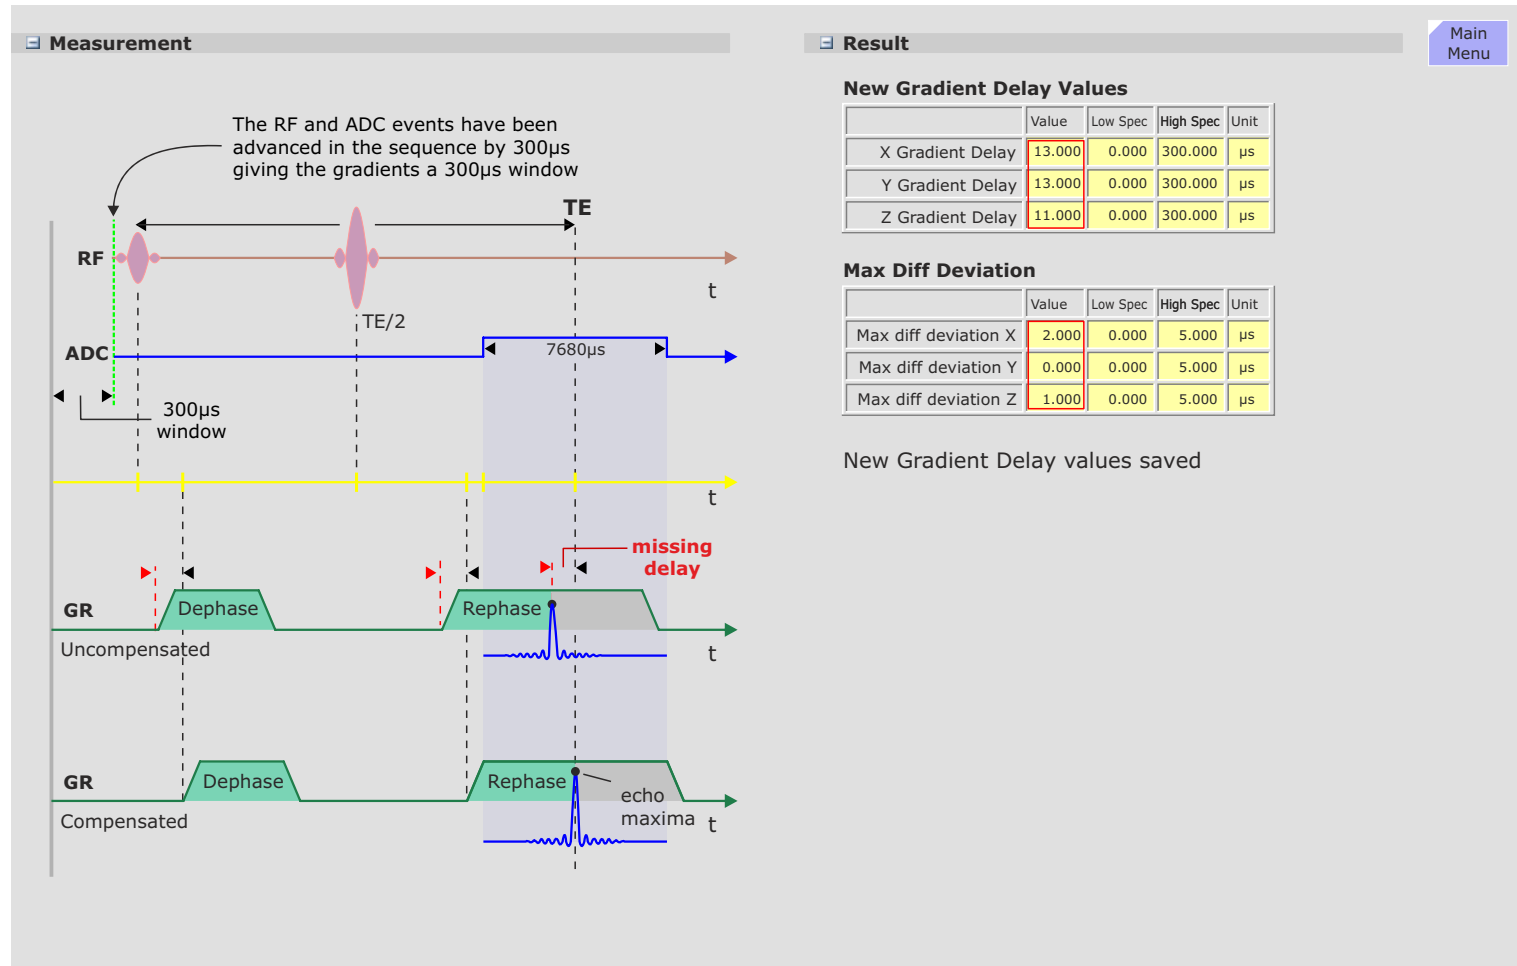 Measurement
The RF and ADC events have been
advanced in the sequence by 300µs
giving the gradients a 300µs window
TE
RF
t
TE/2
ADC
7680µs
300µs
window
t
missing
delay
GR
Dephase
Rephase
Uncompensated
t
GR
Dephase
Rephase
echo
maxima
Compensated
t
Result
Main
Menu
New Gradient Delay Values
Value Low Spec High Spec Unit
X Gradient Delay 13.000 0.000 300.000 µs
Y Gradient Delay 13.000 0.000 300.000 µs
Z Gradient Delay 11.000 0.000 300.000 µs
Max Diff Deviation
Value Low Spec High Spec Unit
Max diff deviation X 2.000 0.000 5.000 µs
Max diff deviation Y 0.000 0.000 5.000 µs
Max diff deviation Z 1.000 0.000 5.000 µs
New Gradient Delay values saved